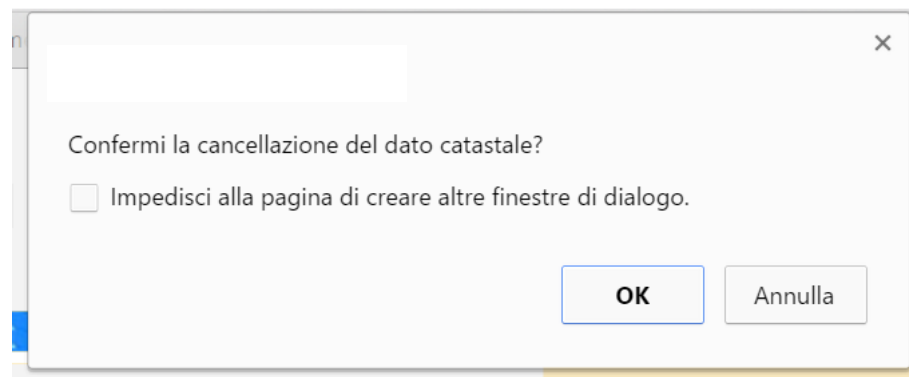 Confermi la cancellazione del dato catastale?
Impedisci alla pagina di creare altre finestre di dialogo.
OK Annulla